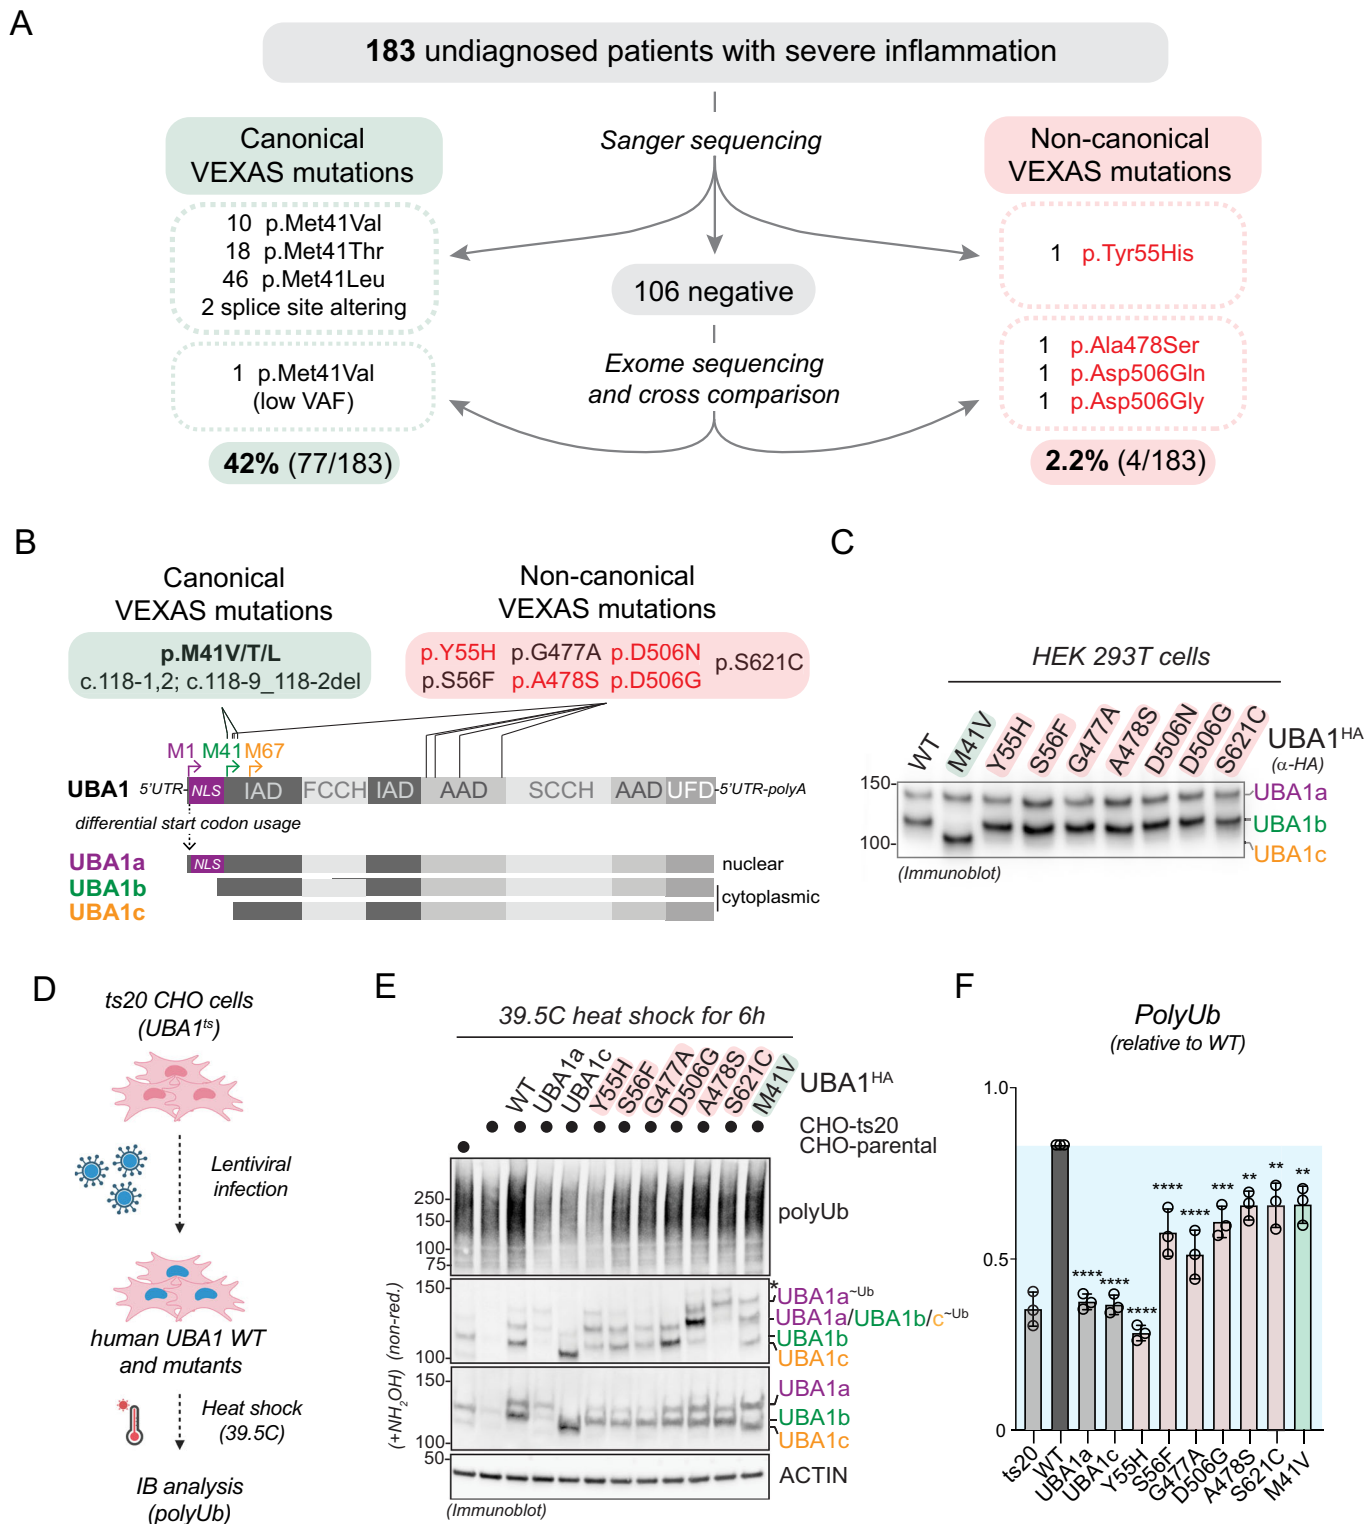 A
183 undiagnosed patients with severe inflammation
Canonical
VEXAS mutations
10 p.Met41Val
18 p.Met41Thr
46 p.Met41Leu
2 splice site altering
1 p.Met41Val
(low VAF)
42% (77/183)
Sanger sequencing
106 negative
Exome sequencing
and cross comparison
Non-canonical
VEXAS mutations
1 p.Tyr55His
1 p.Ala478Ser
1 p.Asp506Gln
1 p.Asp506Gly
2.2% (4/183)
B
Canonical
VEXAS mutations
p.M41V/T/L
c.118-1,2; c.118-9_118-2del
Non-canonical
VEXAS mutations
p.Y55H p.G477A p.D506N
p.S621C
p.S56F p.A478S p.D506G
M1 M41 M67
UBA1 5'UTR- NLS IAD FCCH IAD AAD SCCH AAD UFD -5'UTR-polyA
differential start codon usage
UBA1a NLS nuclear
UBA1b
cytoplasmic
UBA1c
C
HEK 293T cells
WT M41V Y55H S56F G477A A478S D506N D506G S621C
UBA1HA
(α-HA)
150-
100-
UBA1a
UBA1b
UBA1c
(Immunoblot)
D
ts20 CHO cells
(UBA1ts)
Lentiviral
infection
human UBA1 WT
and mutants
Heat shock
(39.5C)
IB analysis
(polyUb)
E
39.5C heat shock for 6h
WT UBA1a UBA1c Y55H S56F G477A D506G A478S S621C M41V
UBA1HA
CHO-ts20
CHO-parental
250-
150-
100-
75-
polyUb
(non-red.)
150-
100-
*
UBA1a~Ub
UBA1a/UBA1b/c~Ub
UBA1b
UBA1c
(+NH2OH)
150-
100-
UBA1a
UBA1b
UBA1c
50-
ACTIN
(Immunoblot)
F
PolyUb
(relative to WT)
1.0
0.5
0
**** **** **** **** **** *** ** ** **
ts20 WT UBA1a UBA1c Y55H S56F G477A D506G A478S S621C M41V